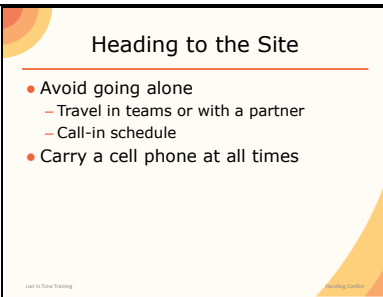 Heading to the Site
• Avoid going alone
– Travel in teams or with a partner
– Call-in schedule
• Carry a cell phone at all times
Just in Time Training
Handling Conflict